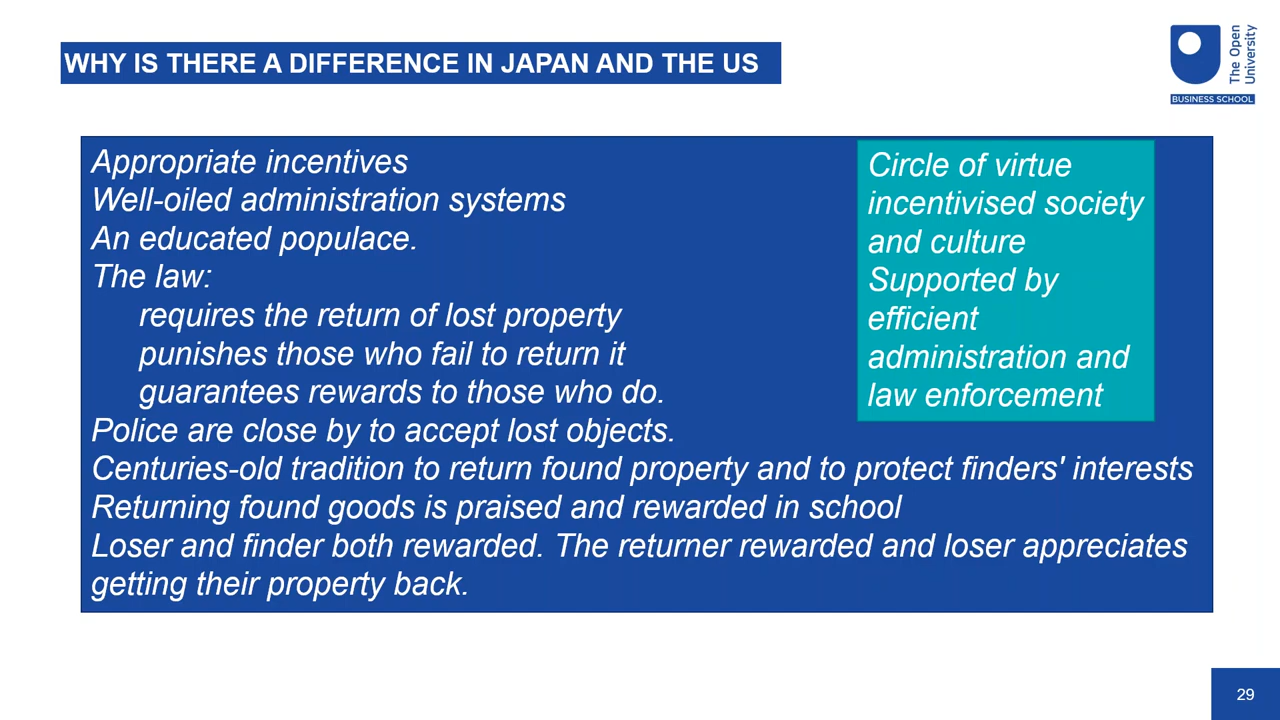 WHY IS THERE A DIFFERENCE IN JAPAN AND THE US
The Open
University
BUSINESS SCHOOL
Appropriate incentives
Well-oiled administration systems
An educated populace.
The law:
requires the return of lost property
punishes those who fail to return it
guarantees rewards to those who do.
Police are close by to accept lost objects.
Centuries-old tradition to return found property and to protect finders' interests
Returning found goods is praised and rewarded in school
Loser and finder both rewarded. The returner rewarded and loser appreciates
getting their property back.
Circle of virtue
incentivised society
and culture
Supported by
efficient
administration and
law enforcement
29